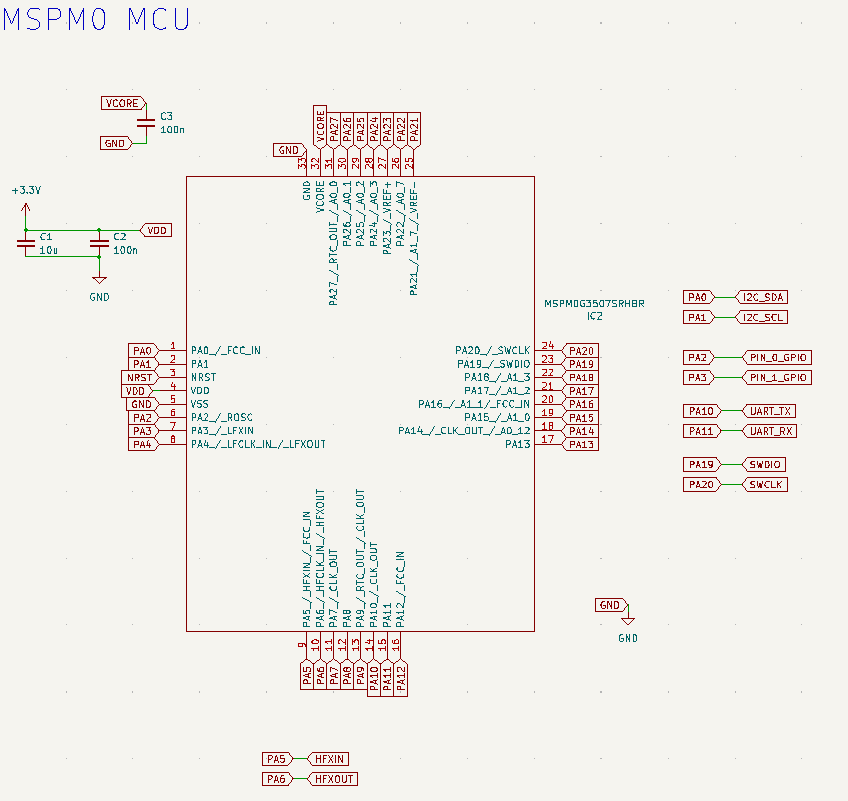 MSPM0 MCU
VCORE
C3
100n
GND
+3.3V
VDD
C1
10u
C2
100n
GND
GND
VCORE
PA27
PA26
PA25
PA24
PA23
PA22
PA21
33
32
31
30
29
28
27
26
25
GND
VCORE
PA27_/_RTC_OUT_/_A0_0
PA26_/_A0_1
PA25_/_A0_2
PA24_/_A0_3
PA23_/_VREF+
PA22_/_A0_7
PA21_/_A1_7_/_VREF-
MSPM0G3507SRHBR
IC2
PA0 1 PA0_/_FCC_IN
PA1 2 PA1
NRST 3 NRST
VDD 4 VDD
GND 5 VSS
PA2 6 PA2_/_ROSC
PA3 7 PA3_/_LFXIN
PA4 8 PA4_/_LFCLK_IN_/_LFXOUT
PA20_/_SWCLK 24 PA20
PA19_/_SWDIO 23 PA19
PA18_/_A1_3 22 PA18
PA17_/_A1_2 21 PA17
PA16_/_A1_1_/_FCC_IN 20 PA16
PA15_/_A1_0 19 PA15
PA14_/_CLK_OUT_/_A0_12 18 PA14
PA13 17 PA13
PA0 I2C_SDA
PA1 I2C_SCL
PA2 PIN_0_GPIO
PA3 PIN_1_GPIO
PA10 UART_TX
PA11 UART_RX
PA19 SWDIO
PA20 SWCLK
PA5_/_HFXIN_/_FCC_IN
PA6_/_HFCLK_IN_/_HFXOUT
PA7_/_CLK_OUT
PA8
PA9_/_RTC_OUT_/_CLK_OUT
PA10_/_CLK_OUT
PA11
PA12_/_FCC_IN
9
10
11
12
13
14
15
16
PA5
PA6
PA7
PA8
PA9
PA10
PA11
PA12
GND
GND
PA5 HFXIN
PA6 HFXOUT